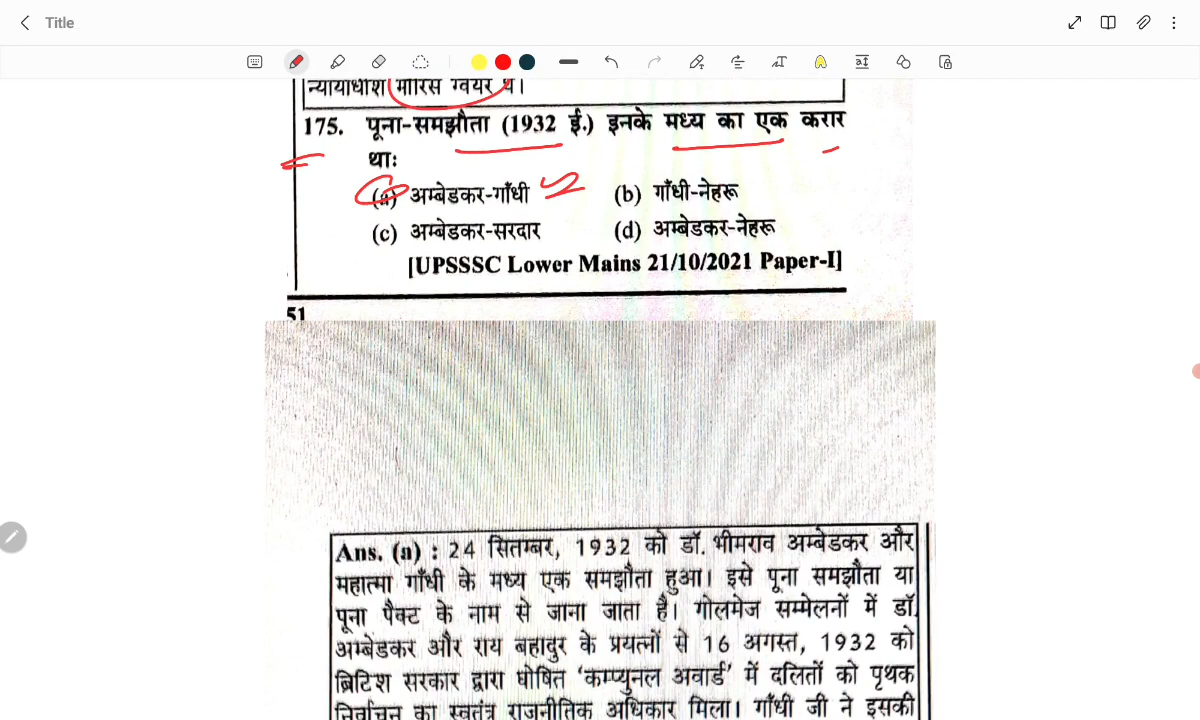 Title
न्यायाधीश मौरिस ग्वेयर थे।
175. पूना-समझौता (1932 ई.) इनके मध्य का एक करार
थाः
(a) अम्बेडकर-गाँधी (b) गाँधी-नेहरू
(c) अम्बेडकर-सरदार (d) अम्बेडकर-नेहरू
[UPSSSC Lower Mains 21/10/2021 Paper-I]
51
Ans. (a) : 24 सितम्बर, 1932 को डॉ. भीमराव अम्बेडकर और
महात्मा गाँधी के मध्य एक समझौता हुआ। इसे पूना समझौता या
पूना पैक्ट के नाम से जाना जाता है। गोलमेज सम्मेलनों में डॉ.
अम्बेडकर और राय बहादुर के प्रयत्नों से 16 अगस्त, 1932 को
ब्रिटिश सरकार द्वारा घोषित 'कम्प्युनल अवार्ड' में दलितों को पृथक
निर्वाचन का स्वतंत्र राजनीतिक अधिकार मिला। गाँधी जी ने इसकी